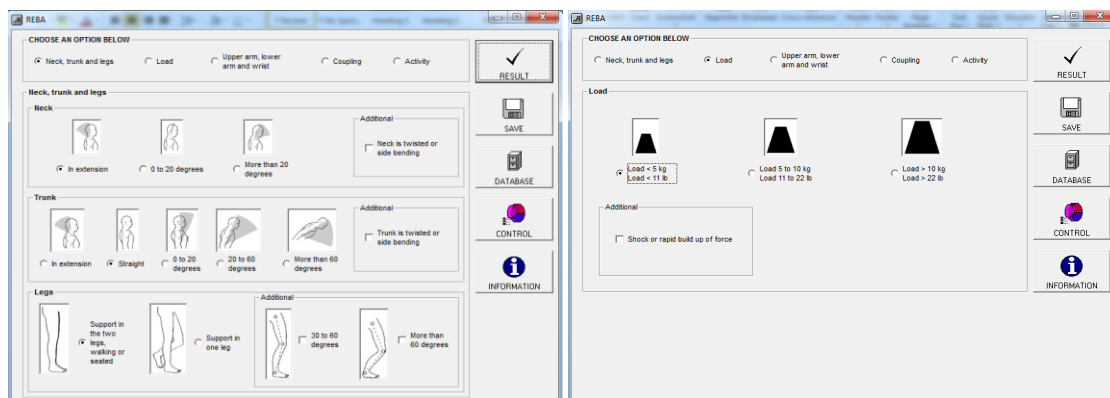 REBA
CHOOSE AN OPTION BELOW
Neck, trunk and legs
Load
Upper arm, lower
arm and wrist
Coupling
Activity
RESULT
SAVE
DATABASE
CONTROL
INFORMATION
Neck, trunk and legs
Neck
In extension
0 to 20 degrees
More than 20
degrees
Additional
Neck is twisted or
side bending
Trunk
In extension
Straight
0 to 20
degrees
20 to 60
degrees
More than 60
degrees
Additional
Trunk is twisted or
side bending
Legs
Support in
the two
legs,
walking or
seated
Support in
one leg
Additional
30 to 60
degrees
More than
60 degrees
REBA
CHOOSE AN OPTION BELOW
Neck, trunk and legs
Load
Upper arm, lower
arm and wrist
Coupling
Activity
RESULT
SAVE
DATABASE
CONTROL
INFORMATION
Load
Load < 5 kg
Load < 11 lb
Load 5 to 10 kg
Load 11 to 22 lb
Load > 10 kg
Load > 22 lb
Additional
Shock or rapid build up of force